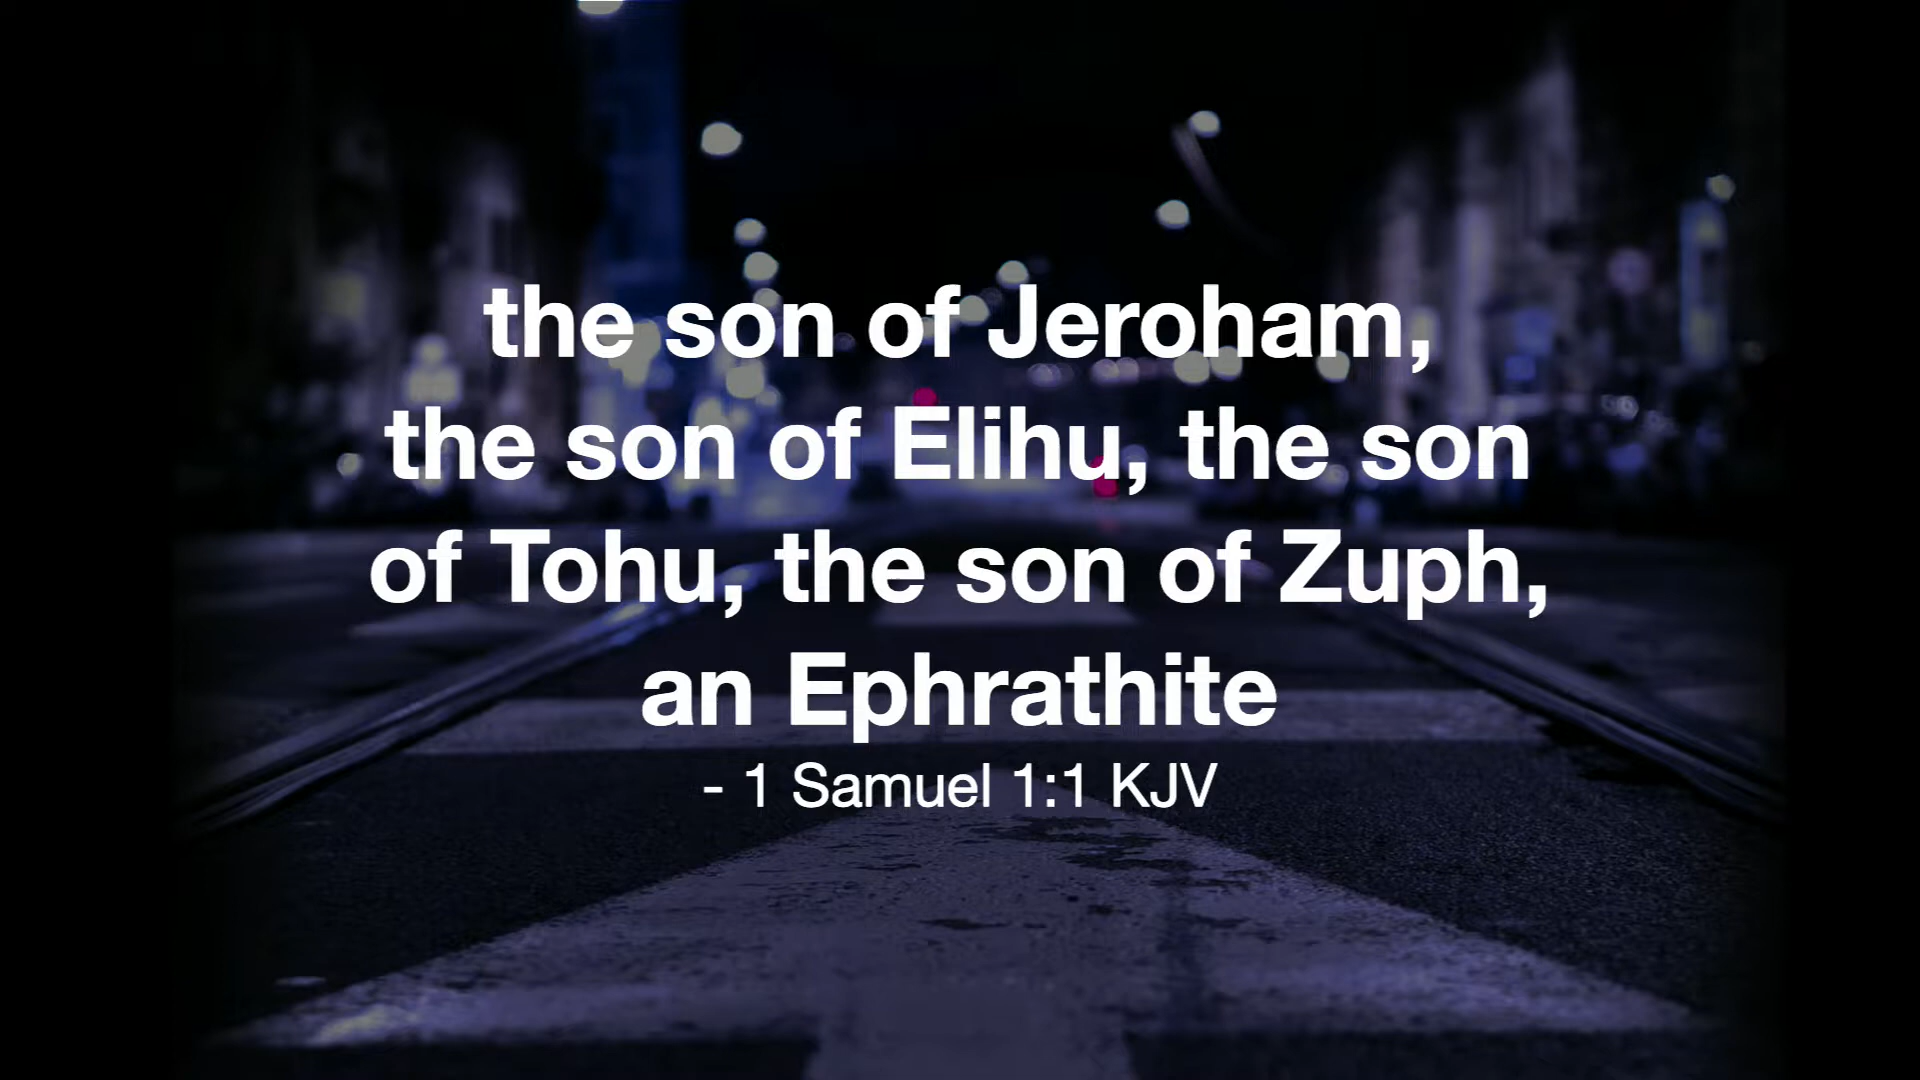 the son of Jeroham,
the son of Elihu, the son
of Tohu, the son of Zuph,
an Ephrathite
- 1 Samuel 1:1 KJV